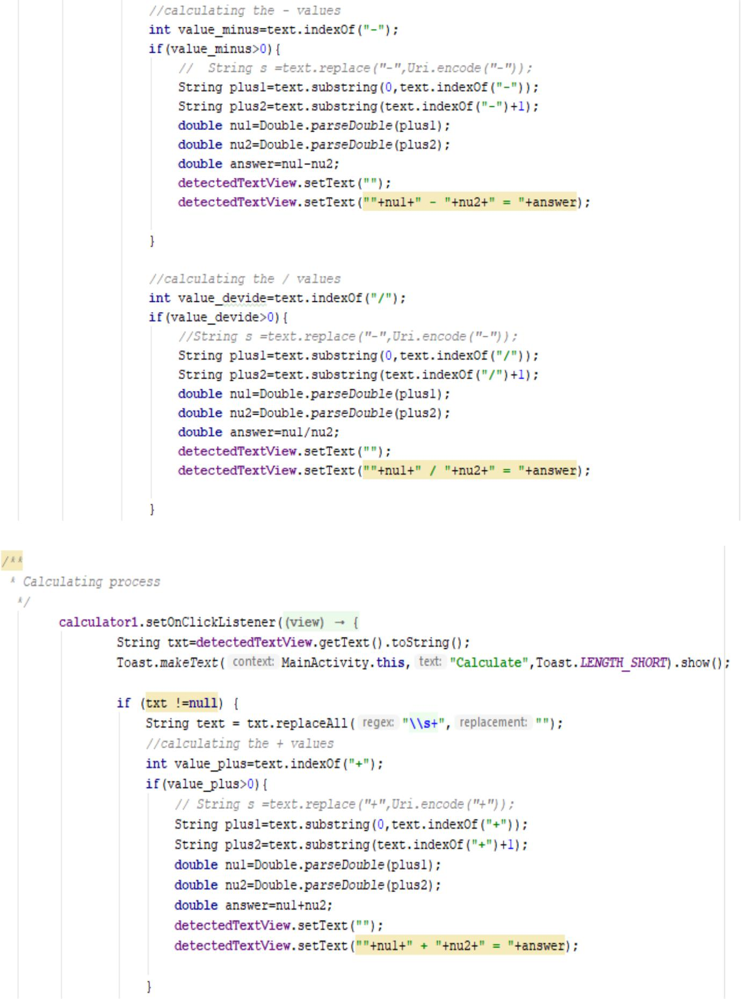 //calculating the - values
int value_minus=text.indexOf("-");
if(value_minus>0){
//  String s =text.replace("-",Uri.encode("-"));
String plus1=text.substring(0,text.indexOf("-"));
String plus2=text.substring(text.indexOf("-")+1);
double nu1=Double.parseDouble(plus1);
double nu2=Double.parseDouble(plus2);
double answer=nu1-nu2;
detectedTextView.setText("");
detectedTextView.setText(""+nu1+" - "+nu2+" = "+answer);
}
//calculating the / values
int value_devide=text.indexOf("/");
if(value_devide>0){
//String s =text.replace("-",Uri.encode("-"));
String plus1=text.substring(0,text.indexOf("/"));
String plus2=text.substring(text.indexOf("/")+1);
double nu1=Double.parseDouble(plus1);
double nu2=Double.parseDouble(plus2);
double answer=nu1/nu2;
detectedTextView.setText("");
detectedTextView.setText(""+nu1+" / "+nu2+" = "+answer);
}
/**
* Calculating process
*/
calculator1.setOnClickListener((view) → {
String txt=detectedTextView.getText().toString();
Toast.makeText( context: MainActivity.this, text: "Calculate",Toast.LENGTH_SHORT).show();
if (txt !=null) {
String text = txt.replaceAll( regex: "\\s+", replacement: "");
//calculating the + values
int value_plus=text.indexOf("+");
if(value_plus>0){
// String s =text.replace("+",Uri.encode("+"));
String plus1=text.substring(0,text.indexOf("+"));
String plus2=text.substring(text.indexOf("+")+1);
double nu1=Double.parseDouble(plus1);
double nu2=Double.parseDouble(plus2);
double answer=nu1+nu2;
detectedTextView.setText("");
detectedTextView.setText(""+nu1+" + "+nu2+" = "+answer);
}